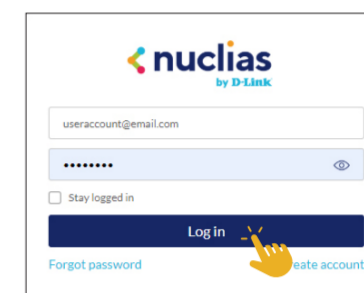 nuclias
by D-Link
useraccount@email.com
••••••••
Stay logged in
Log in
Forgot password
eate account